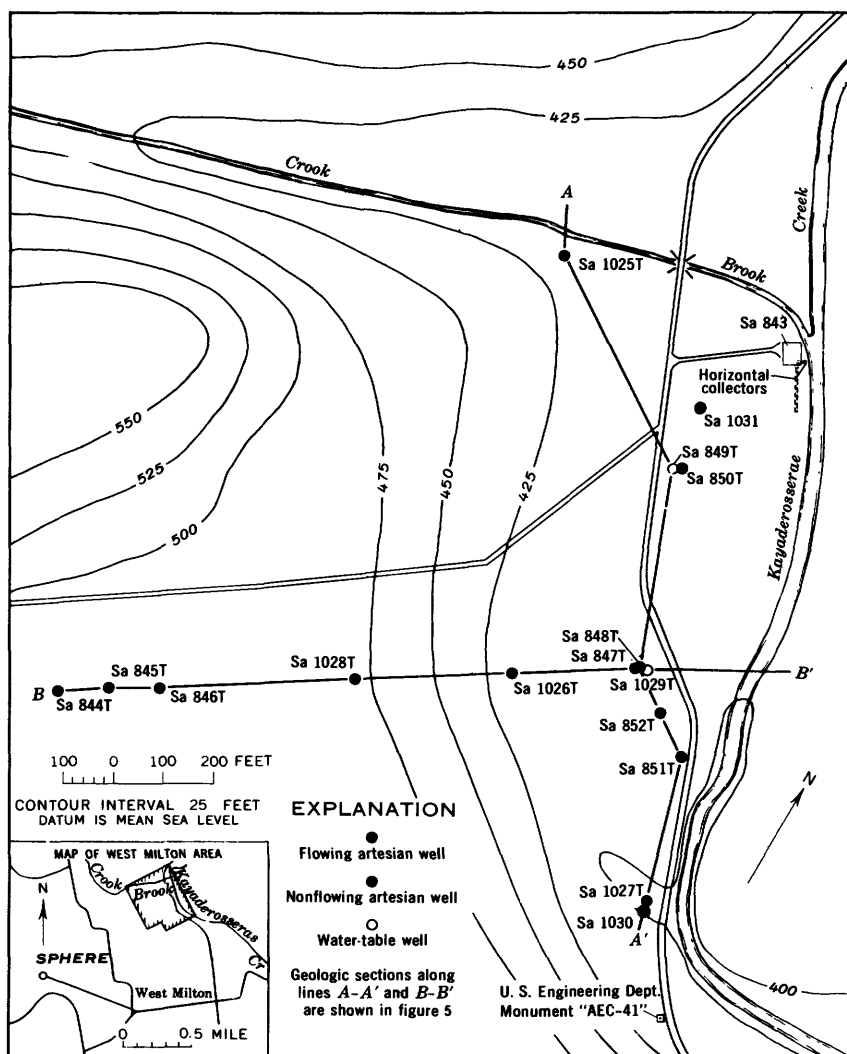 450
425
Crook
A
Creek
Sa 1025T
Brook
Sa 843
Horizontal
collectors
Sa 1031
550
525
500
475
450
425
Sa 849T
Sa 850T
Kayaderosserae
Sa 848T
Sa 847T
Sa 1029T
B'
B
Sa 845T
Sa 844T
Sa 846T
Sa 1028T
Sa 1026T
Sa 852T
Sa 851T
100 0 100 200 FEET
CONTOUR INTERVAL 25 FEET
DATUM IS MEAN SEA LEVEL
N
EXPLANATION
Flowing artesian well
Nonflowing artesian well
Water-table well
Geologic sections along
lines A-A' and B-B'
are shown in figure 5
Sa 1027T
Sa 1030
A'
400
U. S. Engineering Dept.
Monument "AEC-41"
MAP OF WEST MILTON AREA
Crook
Brook
Kayaderosseras
Cr
N
SPHERE
West Milton
0 0.5 MILE